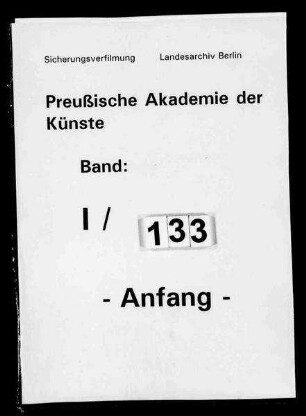 Sicherungsverfilmung Landesarchiv Berlin
Preußische Akademie der
Künste
Band:
I / 133
- Anfang -